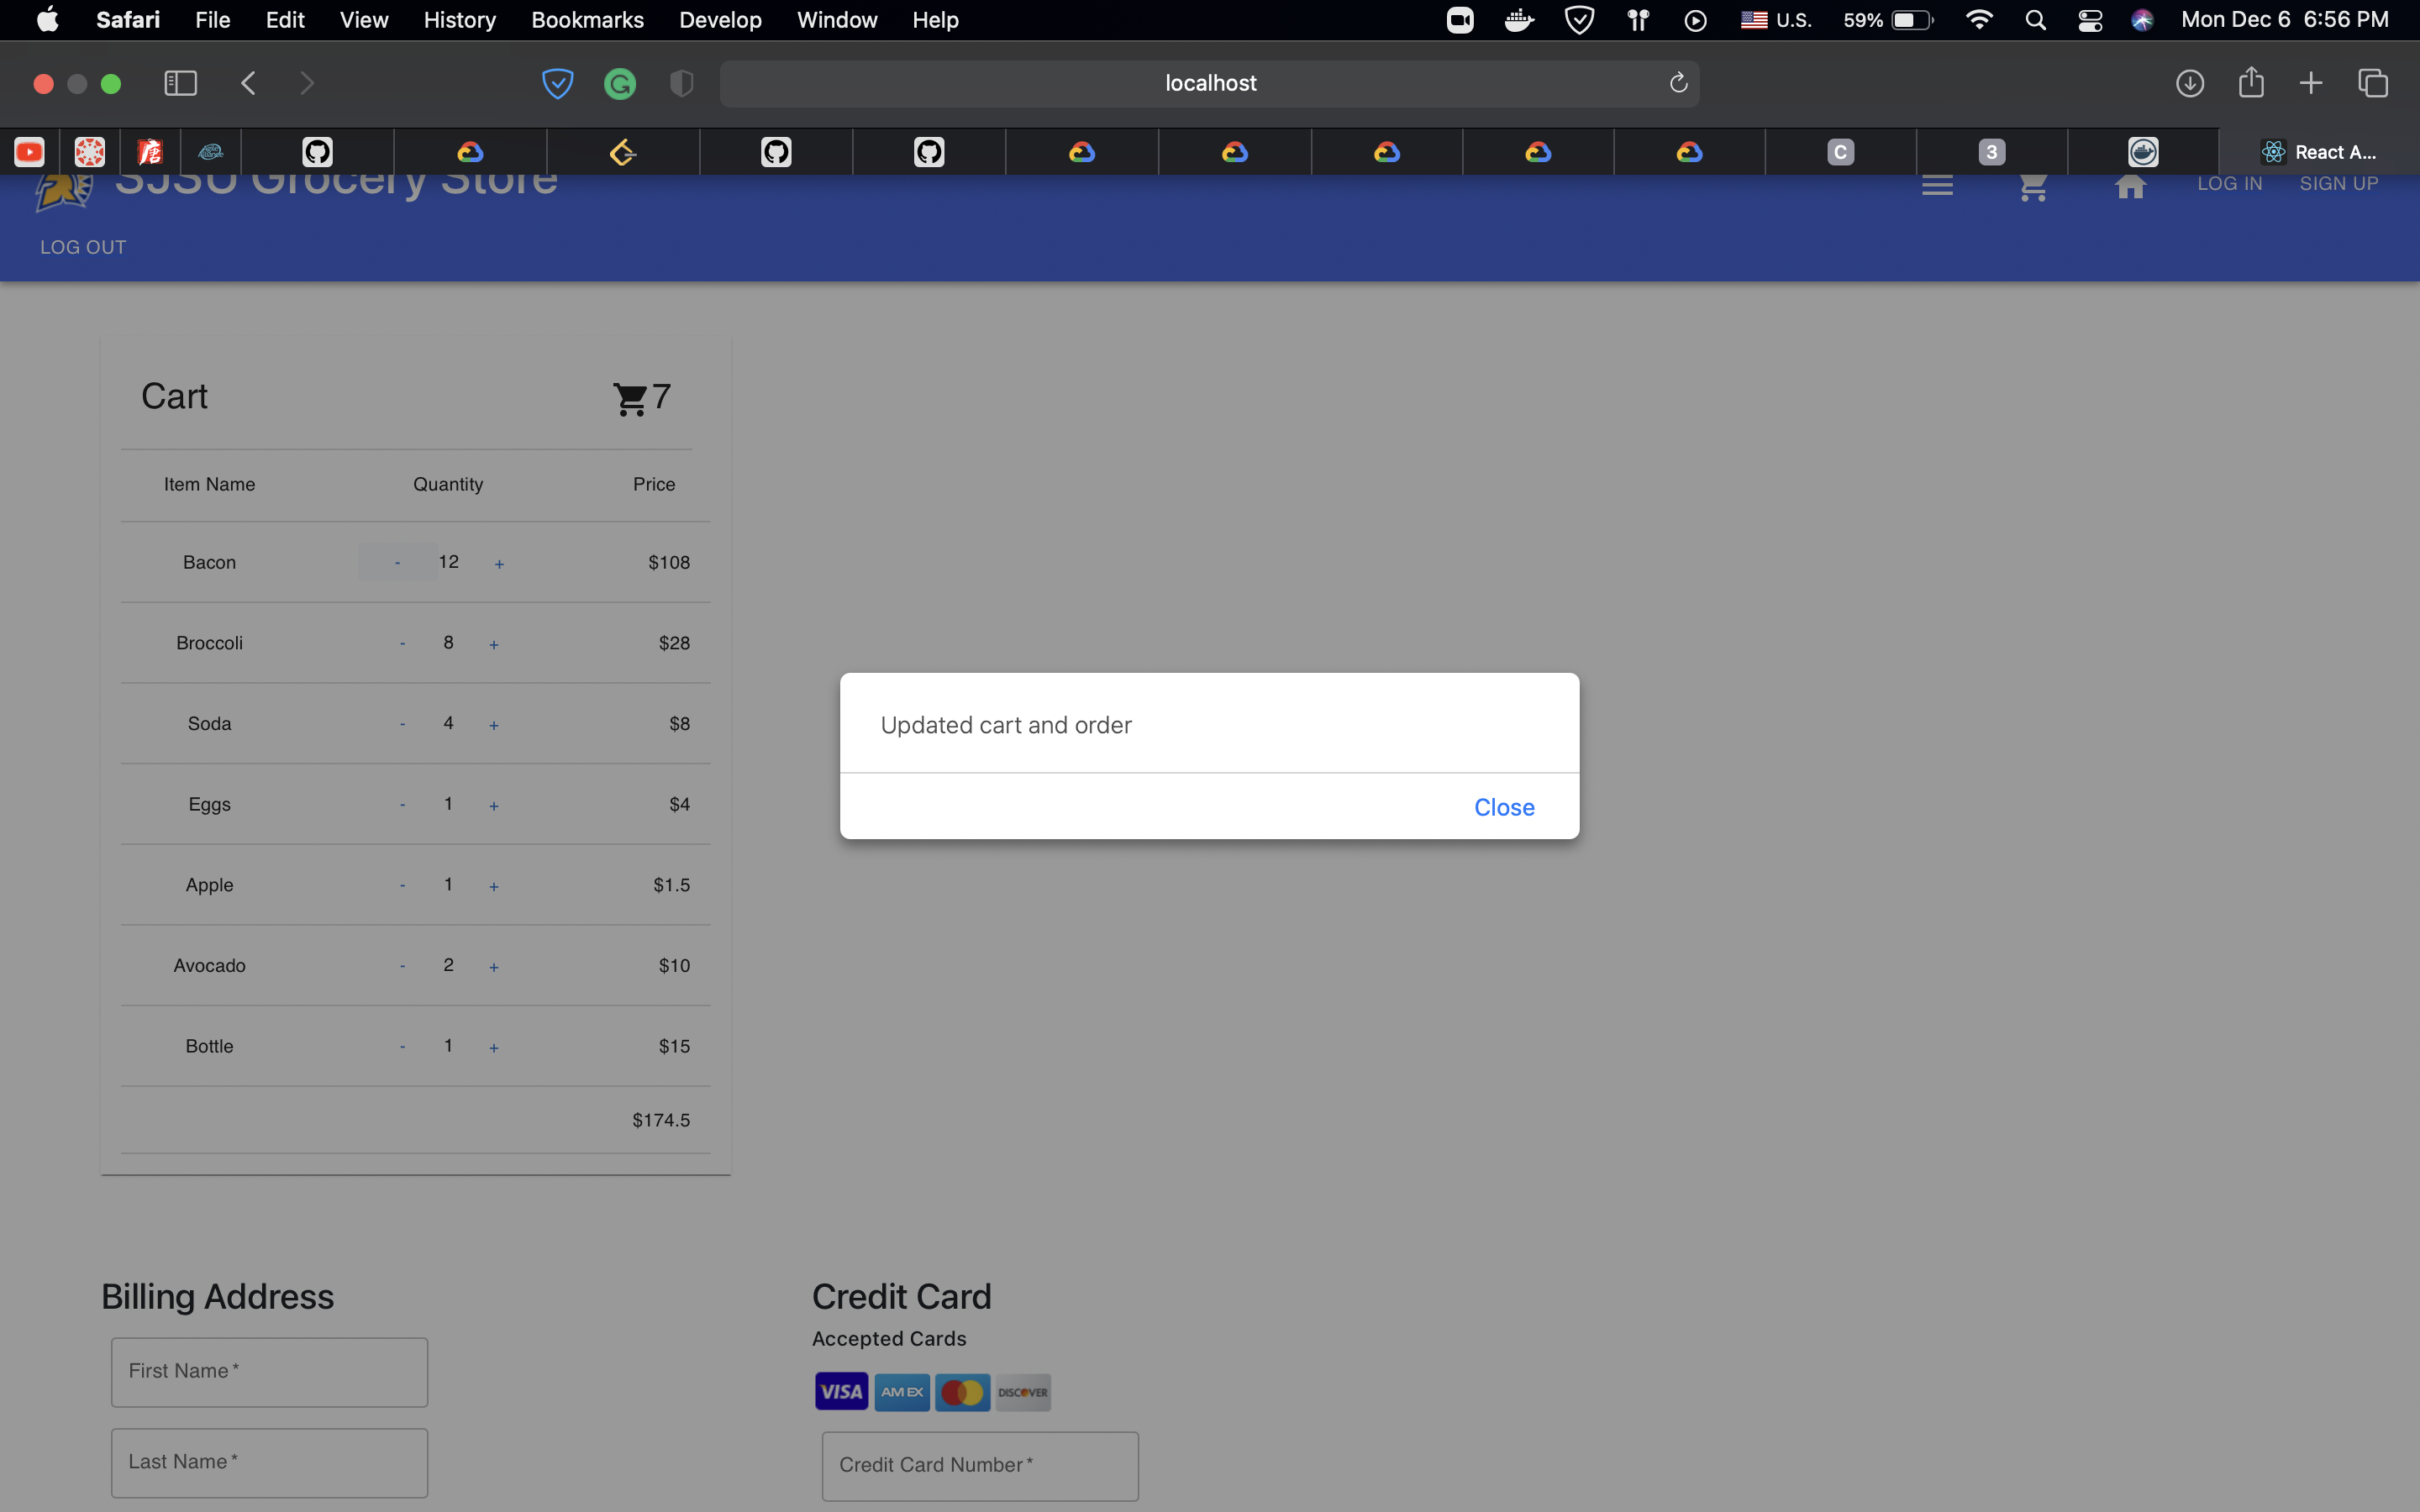 Safari File Edit View History Bookmarks Develop Window Help U.S. 59% Mon Dec 6 6:56 PM
localhost
C 3 React A...
SJSU Grocery Store LOG IN SIGN UP
LOG OUT
Cart 7
Item Name Quantity Price
Bacon - 12 + $108
Broccoli - 8 + $28
Soda - 4 + $8
Eggs - 1 + $4
Apple - 1 + $1.5
Avocado - 2 + $10
Bottle - 1 + $15
$174.5
Updated cart and order
Close
Billing Address
First Name *
Last Name *
Credit Card
Accepted Cards
VISA AMEX DISCOVER
Credit Card Number *